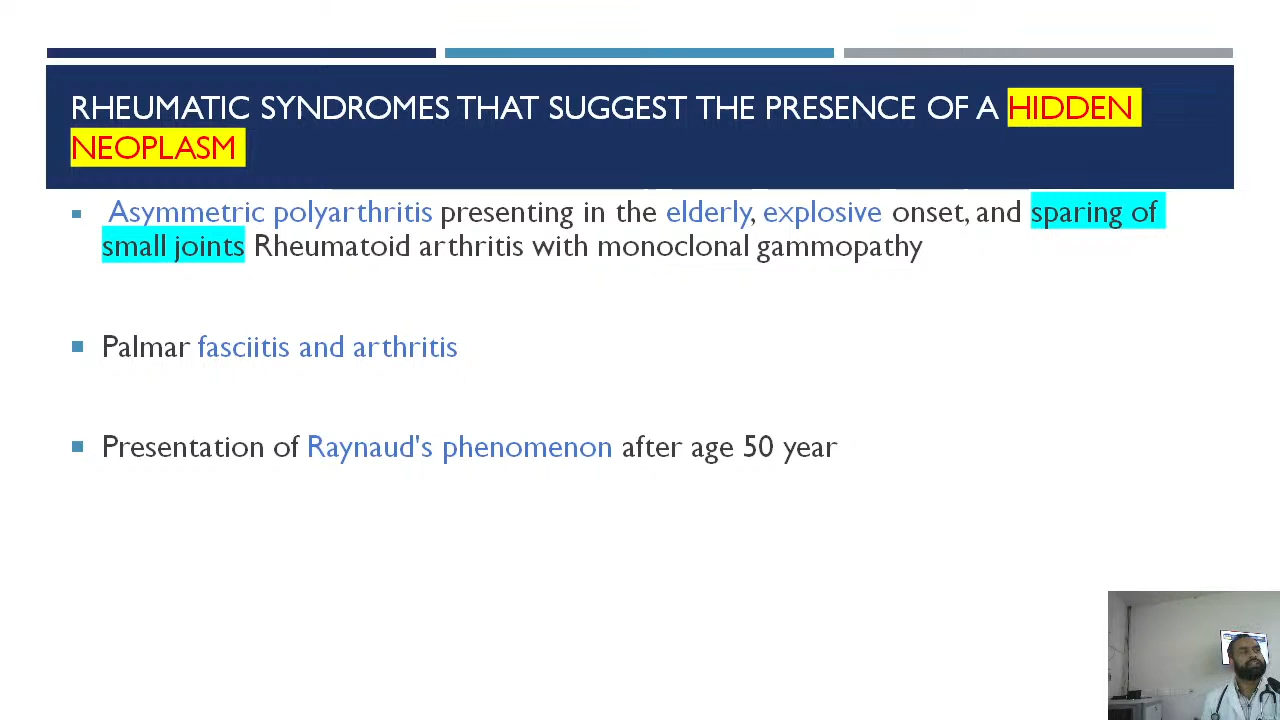 RHEUMATIC SYNDROMES THAT SUGGEST THE PRESENCE OF A HIDDEN
NEOPLASM
Asymmetric polyarthritis presenting in the elderly, explosive onset, and sparing of
small joints Rheumatoid arthritis with monoclonal gammopathy
Palmar fasciitis and arthritis
Presentation of Raynaud's phenomenon after age 50 year